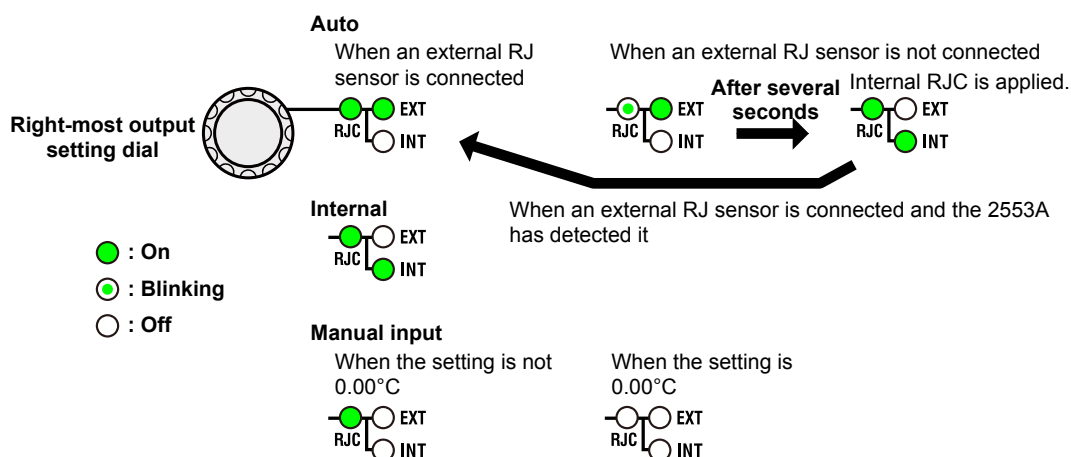 Auto
When an external RJ
sensor is connected
EXT
RJC
INT
When an external RJ sensor is not connected
EXT
RJC
INT
After several
seconds
Internal RJC is applied.
EXT
RJC
INT
Right-most output
setting dial
When an external RJ sensor is connected and the 2553A
has detected it
Internal
EXT
RJC
INT
: On
: Blinking
: Off
Manual input
When the setting is not
0.00°C
EXT
RJC
INT
When the setting is
0.00°C
EXT
RJC
INT